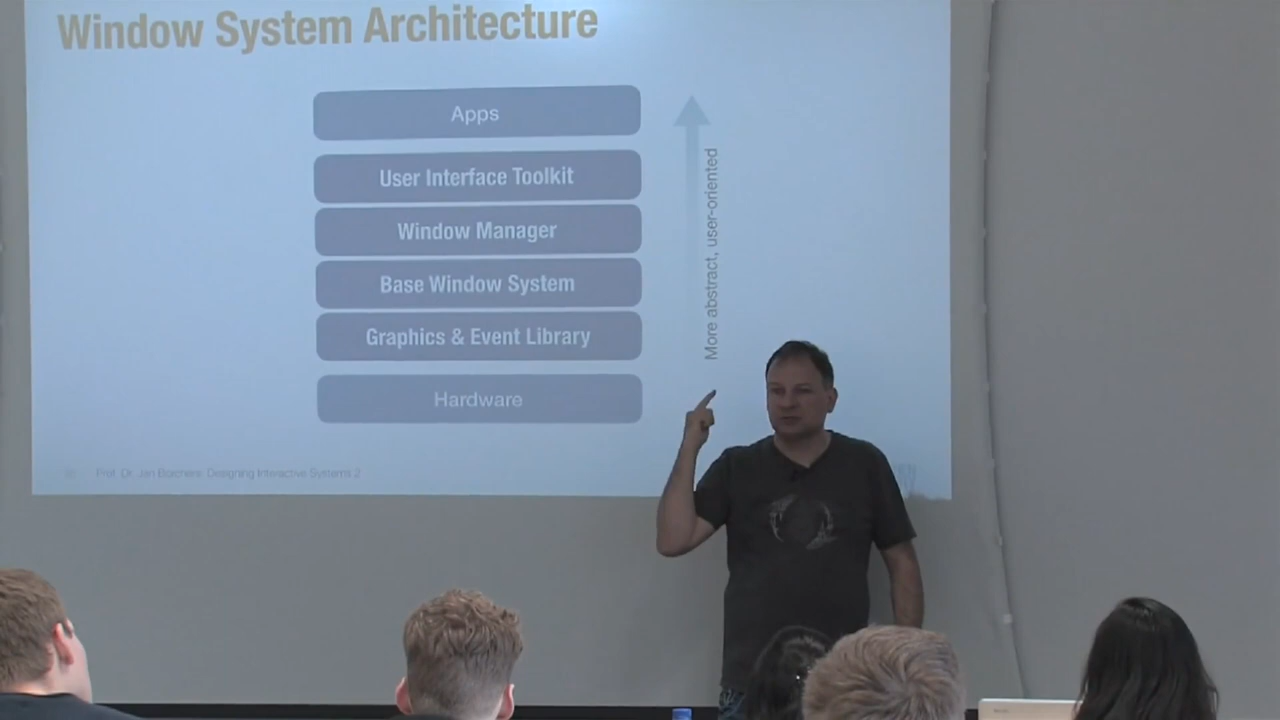 Window System Architecture
Apps
User Interface Toolkit
Window Manager
Base Window System
Graphics & Event Library
Hardware
More abstract, user-oriented
Prof. Dr. Jan Borchers: Designing Interactive Systems 2